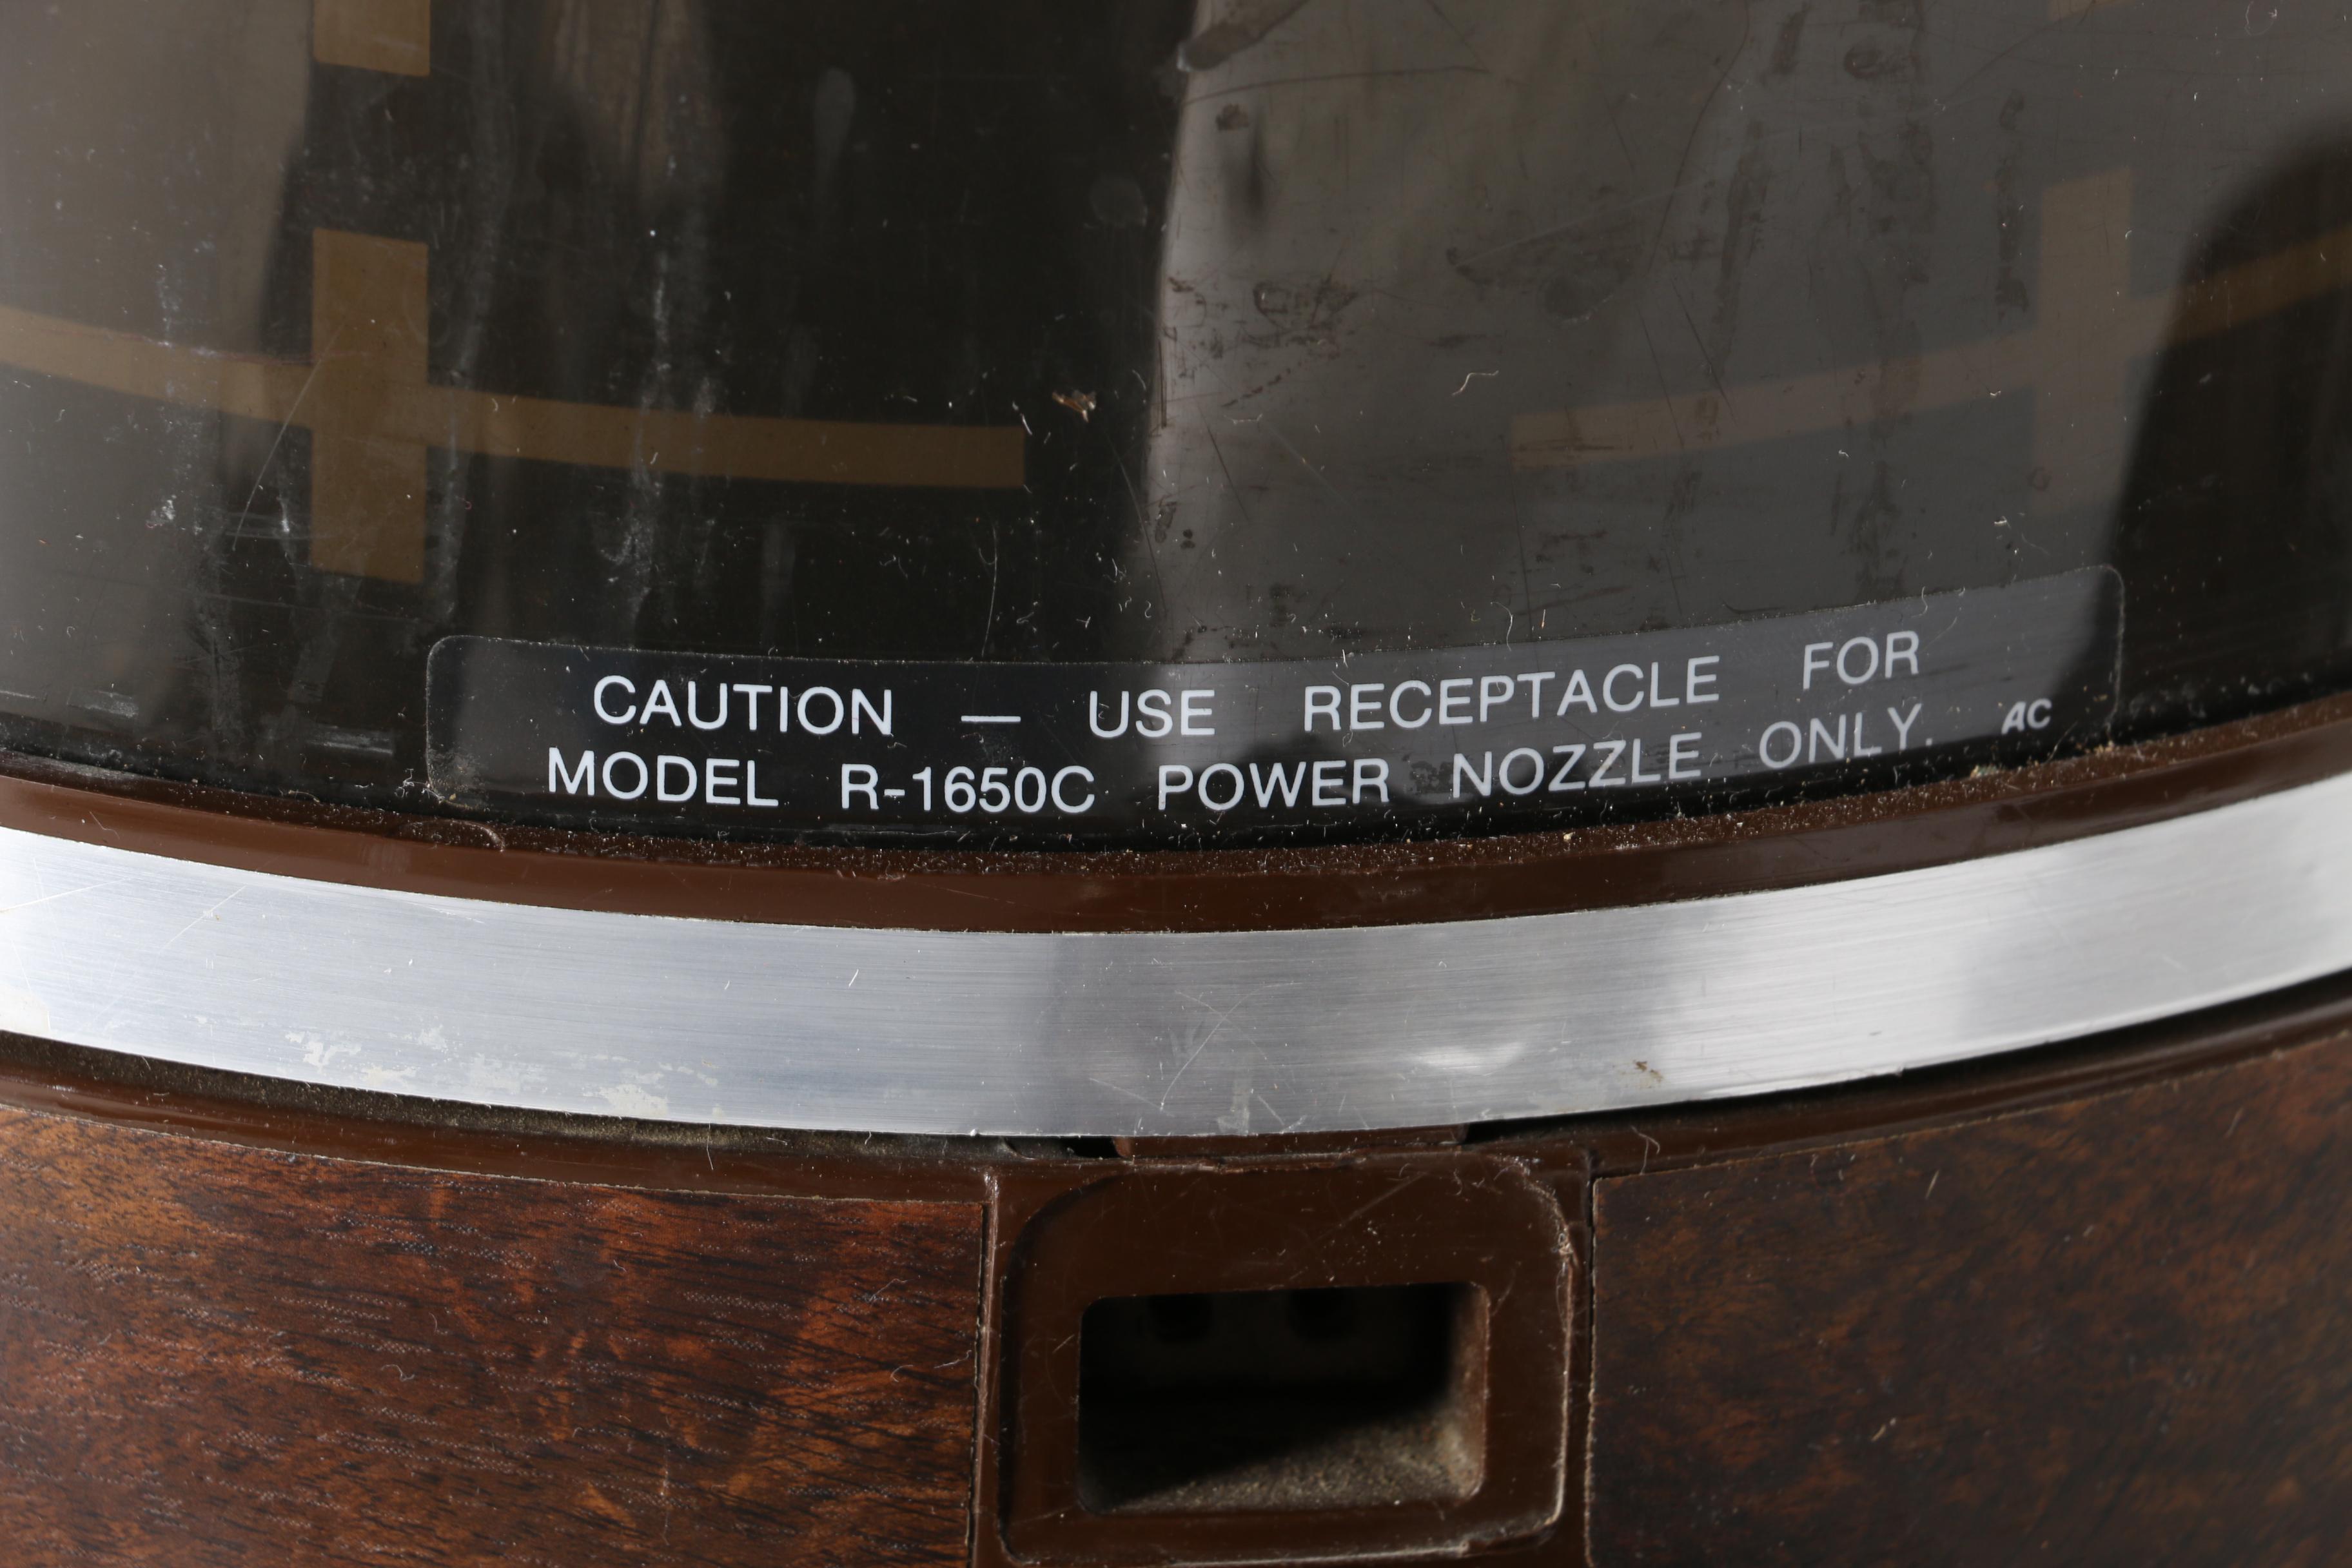 CAUTION — USE RECEPTACLE FOR
MODEL R-1650C POWER NOZZLE ONLY. AC